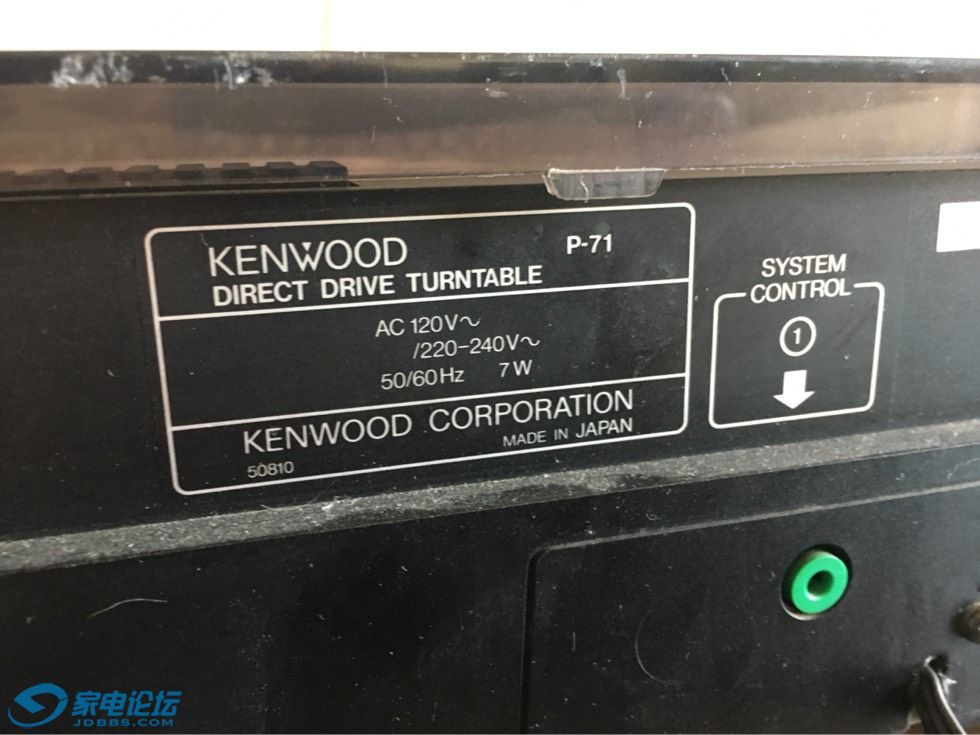 KENWOOD P-71
DIRECT DRIVE TURNTABLE
AC 120V~
/220-240V~
50/60Hz 7W
KENWOOD CORPORATION
50810 MADE IN JAPAN
SYSTEM
CONTROL
1
家电论坛
JDBBS.COM